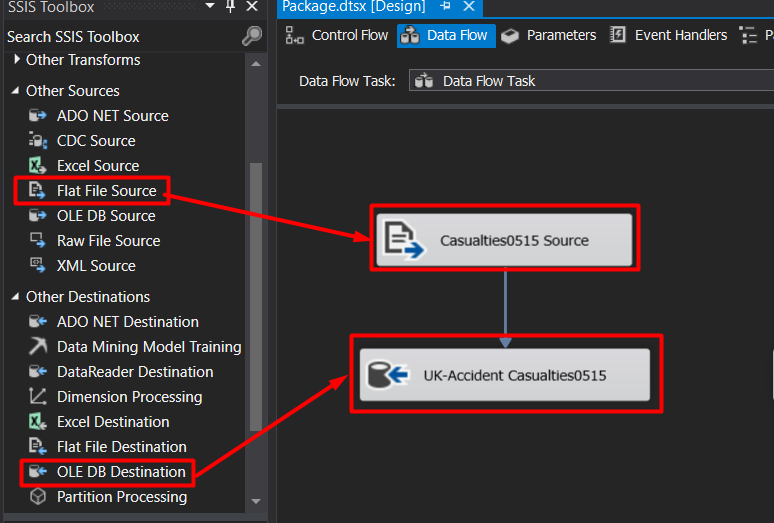 SSIS Toolbox
Search SSIS Toolbox
Other Transforms
Other Sources
ADO NET Source
CDC Source
Excel Source
Flat File Source
OLE DB Source
Raw File Source
XML Source
Other Destinations
ADO NET Destination
Data Mining Model Training
DataReader Destination
Dimension Processing
Excel Destination
Flat File Destination
OLE DB Destination
Partition Processing
Package.dtsx [Design]
Control Flow Data Flow Parameters Event Handlers
Data Flow Task: Data Flow Task
Casualties0515 Source
UK-Accident Casualties0515